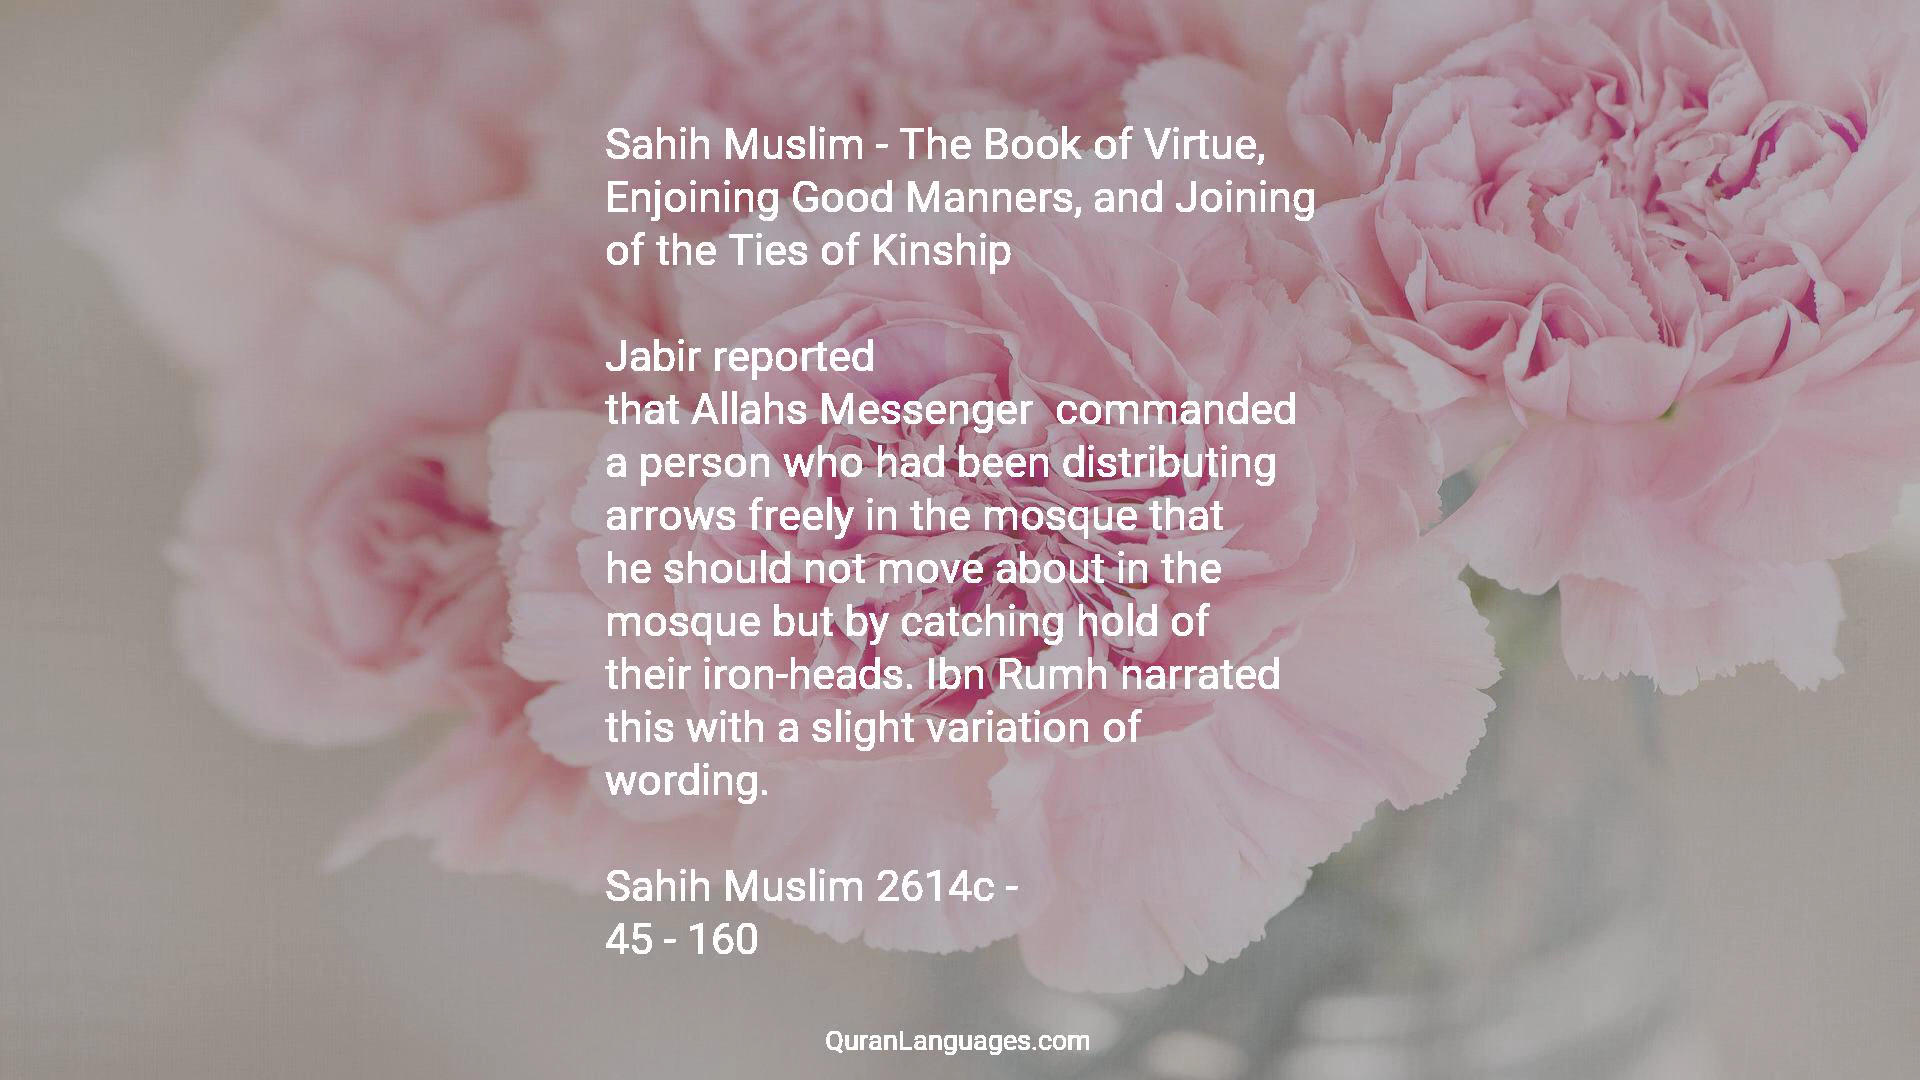 Sahih Muslim - The Book of Virtue,
Enjoining Good Manners, and Joining
of the Ties of Kinship
Jabir reported
that Allahs Messenger  commanded
a person who had been distributing
arrows freely in the mosque that
he should not move about in the
mosque but by catching hold of
their iron-heads. Ibn Rumh narrated
this with a slight variation of
wording.
Sahih Muslim 2614c -
45 - 160
QuranLanguages.com